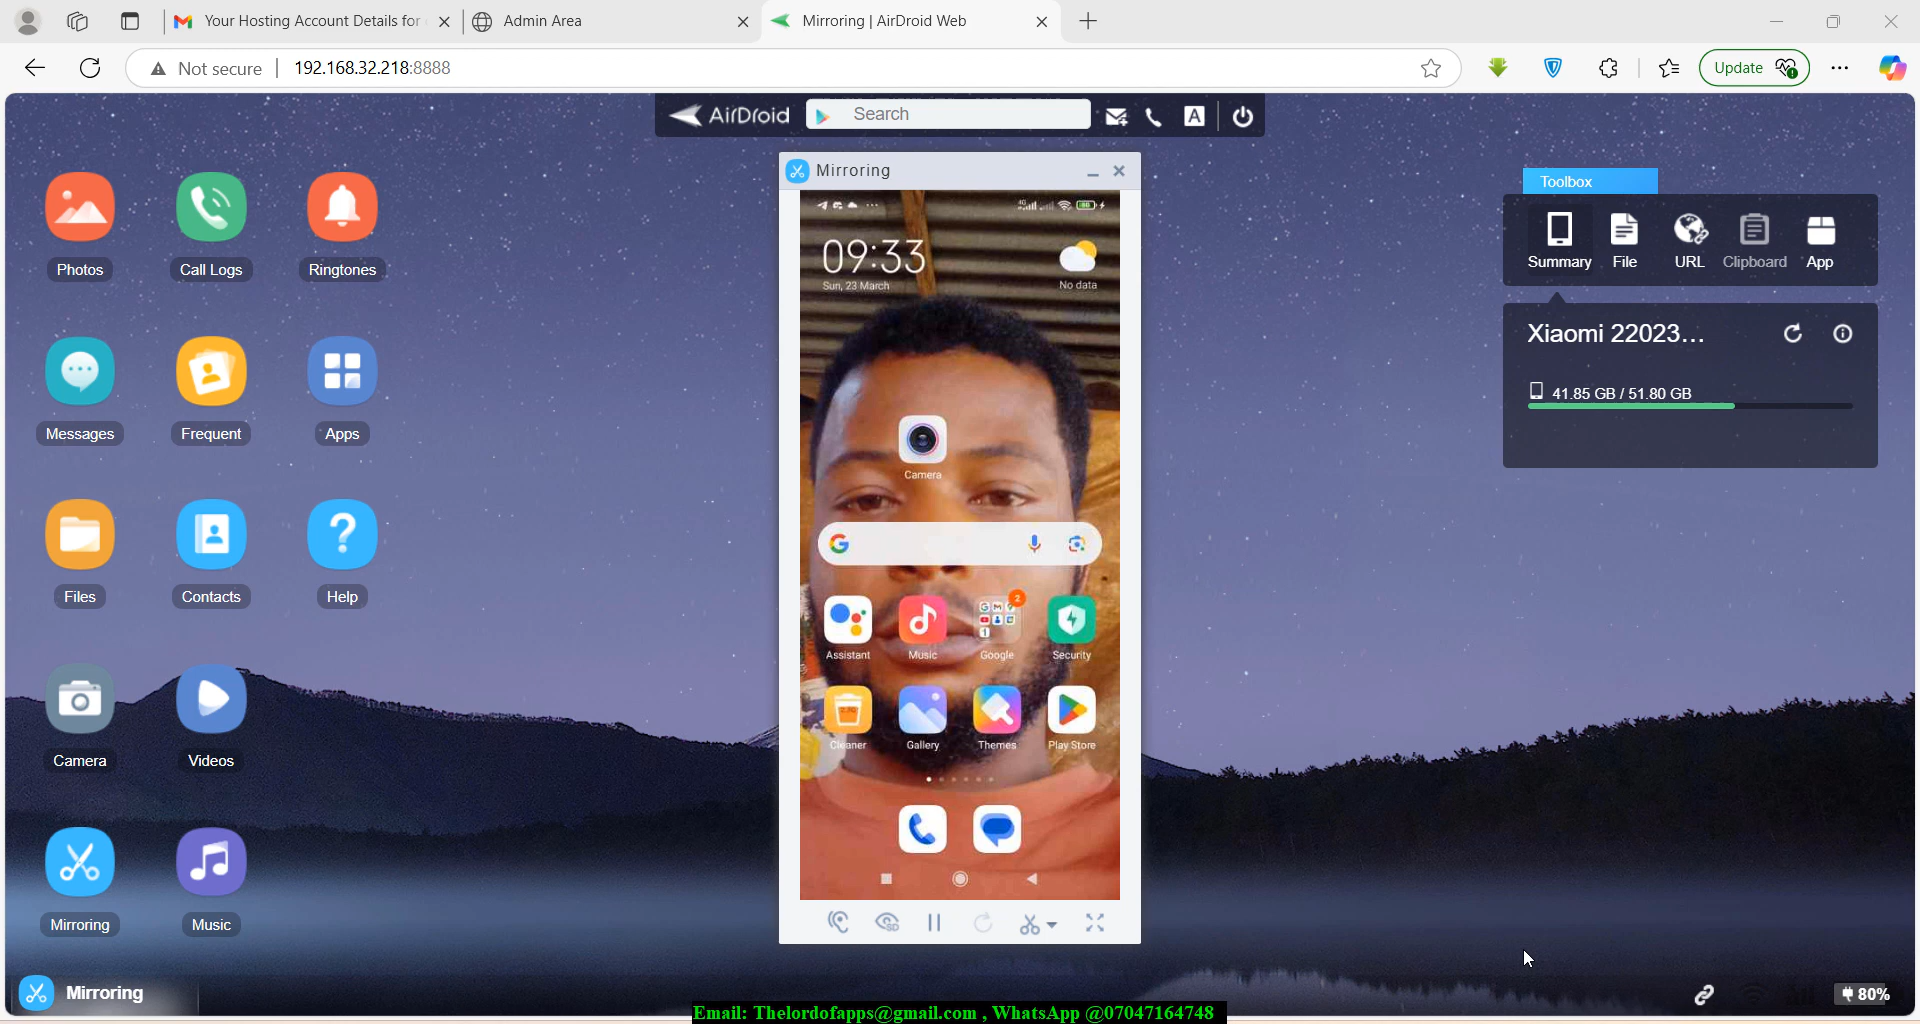 Your Hosting Account Details for
Admin Area
Mirroring | AirDroid Web
Not secure
192.168.32.218:8888
Update
AirDroid
Search
A
Photos
Call Logs
Ringtones
Messages
Frequent
Apps
Files
Contacts
Help
Camera
Videos
Mirroring
Music
Mirroring
4G
09:33
Sun, 23 March
No data
Camera
Assistant
Music
2
Google
Security
Cleaner
Gallery
Themes
Play Store
SD
Toolbox
Summary
File
URL
Clipboard
App
Xiaomi 22023...
41.85 GB / 51.80 GB
Mirroring
80%
Email: Thelordofapps@gmail.com , WhatsApp @07047164748